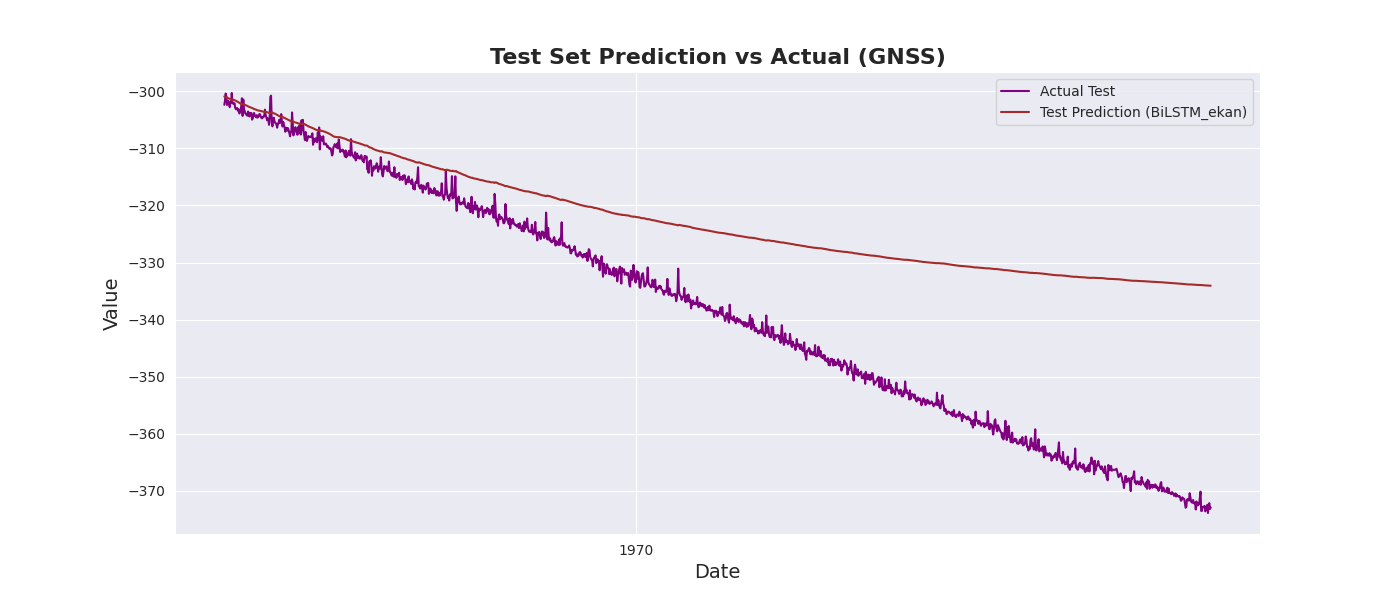 Test Set Prediction vs Actual (GNSS)
Actual Test
Test Prediction (BiLSTM_ekan)
Value
−300
−310
−320
−330
−340
−350
−360
−370
1970
Date